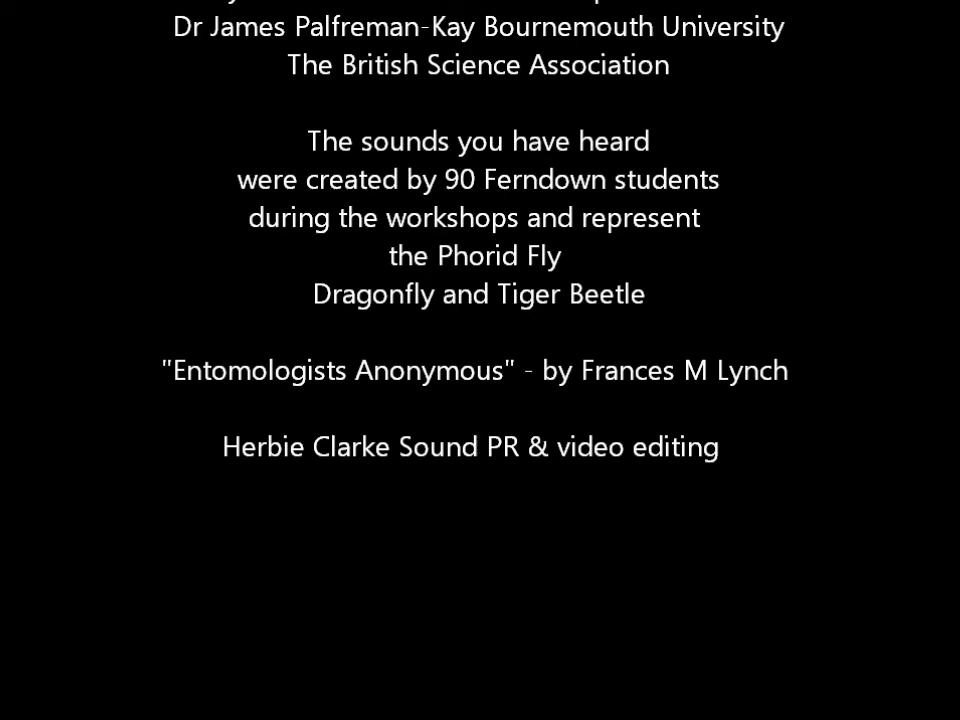 Dr James Palfreman-Kay Bournemouth University
The British Science Association
The sounds you have heard
were created by 90 Ferndown students
during the workshops and represent
the Phorid Fly
Dragonfly and Tiger Beetle
"Entomologists Anonymous" - by Frances M Lynch
Herbie Clarke Sound PR & video editing